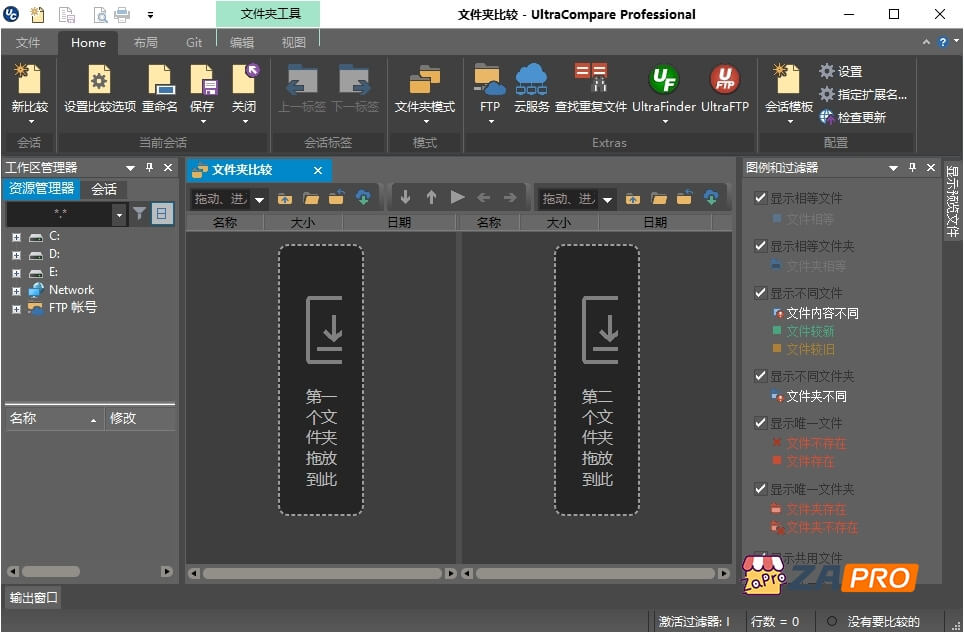 文件夹工具
文件夹比较 - UltraCompare Professional
文件
Home
布局
Git
编辑
视图
新比较
设置比较选项
重命名
保存
关闭
上一标签
下一标签
文件夹模式
FTP
云服务
查找重复文件
UltraFinder
UltraFTP
会话模板
设置
指定扩展名...
检查更新
会话
当前会话
会话标签
模式
Extras
配置
工作区管理器
资源管理器
会话
*.*
C:
D:
E:
Network
FTP 帐号
名称
修改
输出窗口
文件夹比较
拖动、进
拖动、进
名称
大小
日期
名称
大小
日期
第一
个文
件夹
拖放
到此
第二
个文
件夹
拖放
到此
图例和过滤器
显示相等文件
文件相等
显示相等文件夹
文件夹相等
显示不同文件
文件内容不同
文件较新
文件较旧
显示不同文件夹
文件夹不同
显示唯一文件
文件不存在
文件存在
显示唯一文件夹
文件夹存在
文件夹不存在
显示共用文件
显示预览文件
ZaPro
ZAPRO
激活过滤器: I
行数 = 0
没有要比较的